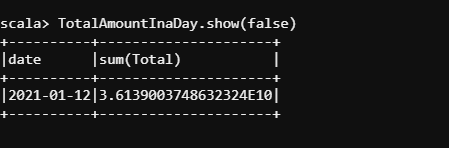 scala> TotalAmountInaDay.show(false)
+----------+---------------------+
|date      |sum(Total)           |
+----------+---------------------+
|2021-01-12|3.6139003748632324E10|
+----------+---------------------+